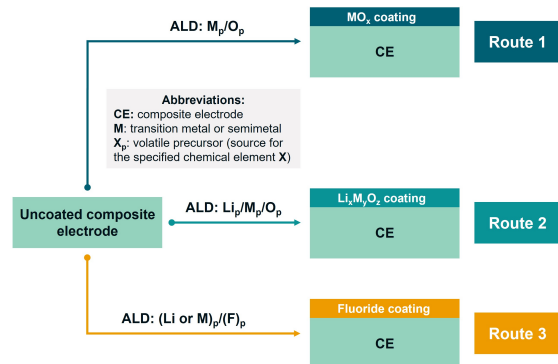 ALD: Mₚ/Oₚ
MOₓ coating
CE
Route 1
Abbreviations:
CE: composite electrode
M: transition metal or semimetal
Xₚ: volatile precursor (source for
the specified chemical element X)
Uncoated composite
electrode
ALD: Liₚ/Mₚ/Oₚ
LiₓMᵧO𝓏 coating
CE
Route 2
ALD: (Li or M)ₚ/(F)ₚ
Fluoride coating
CE
Route 3